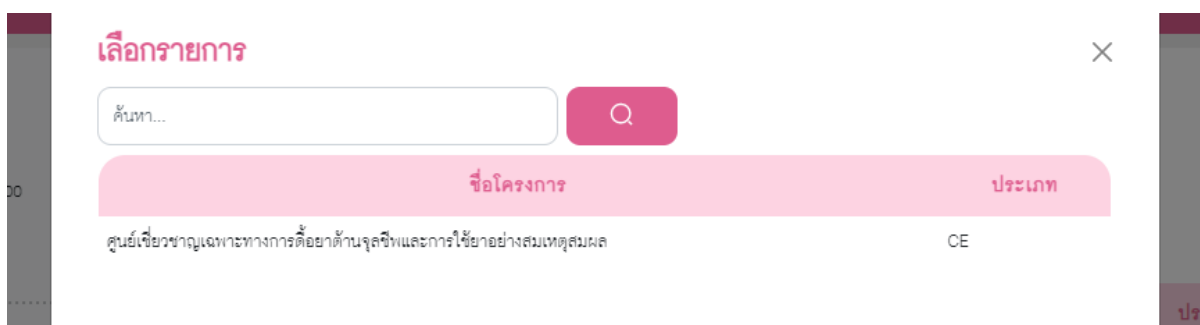 เลือกรายการ
ค้นหา...
ชื่อโครงการ ประเภท
ศูนย์เชี่ยวชาญเฉพาะทางการดื้อยาต้านจุลชีพและการใช้ยาอย่างสมเหตุสมผล CE